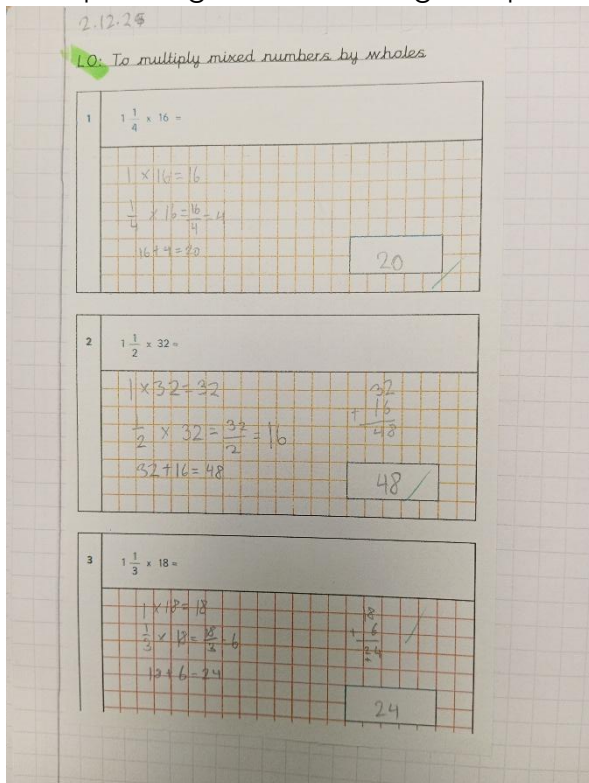 2.12.25
LO: To multiply mixed numbers by wholes
1
1 1/4 × 16 =
1 × 16 = 16
1/4 × 16 = 16/4 = 4
16 + 4 = 20
20
2
1 1/2 × 32 =
1 × 32 = 32
1/2 × 32 = 32/2 = 16
32 + 16 = 48
32
+ 16
48
48
3
1 1/3 × 18 =
1 × 18 = 18
1/3 × 18 = 18/3 = 6
18 + 6 = 24
18
+ 6
24
24